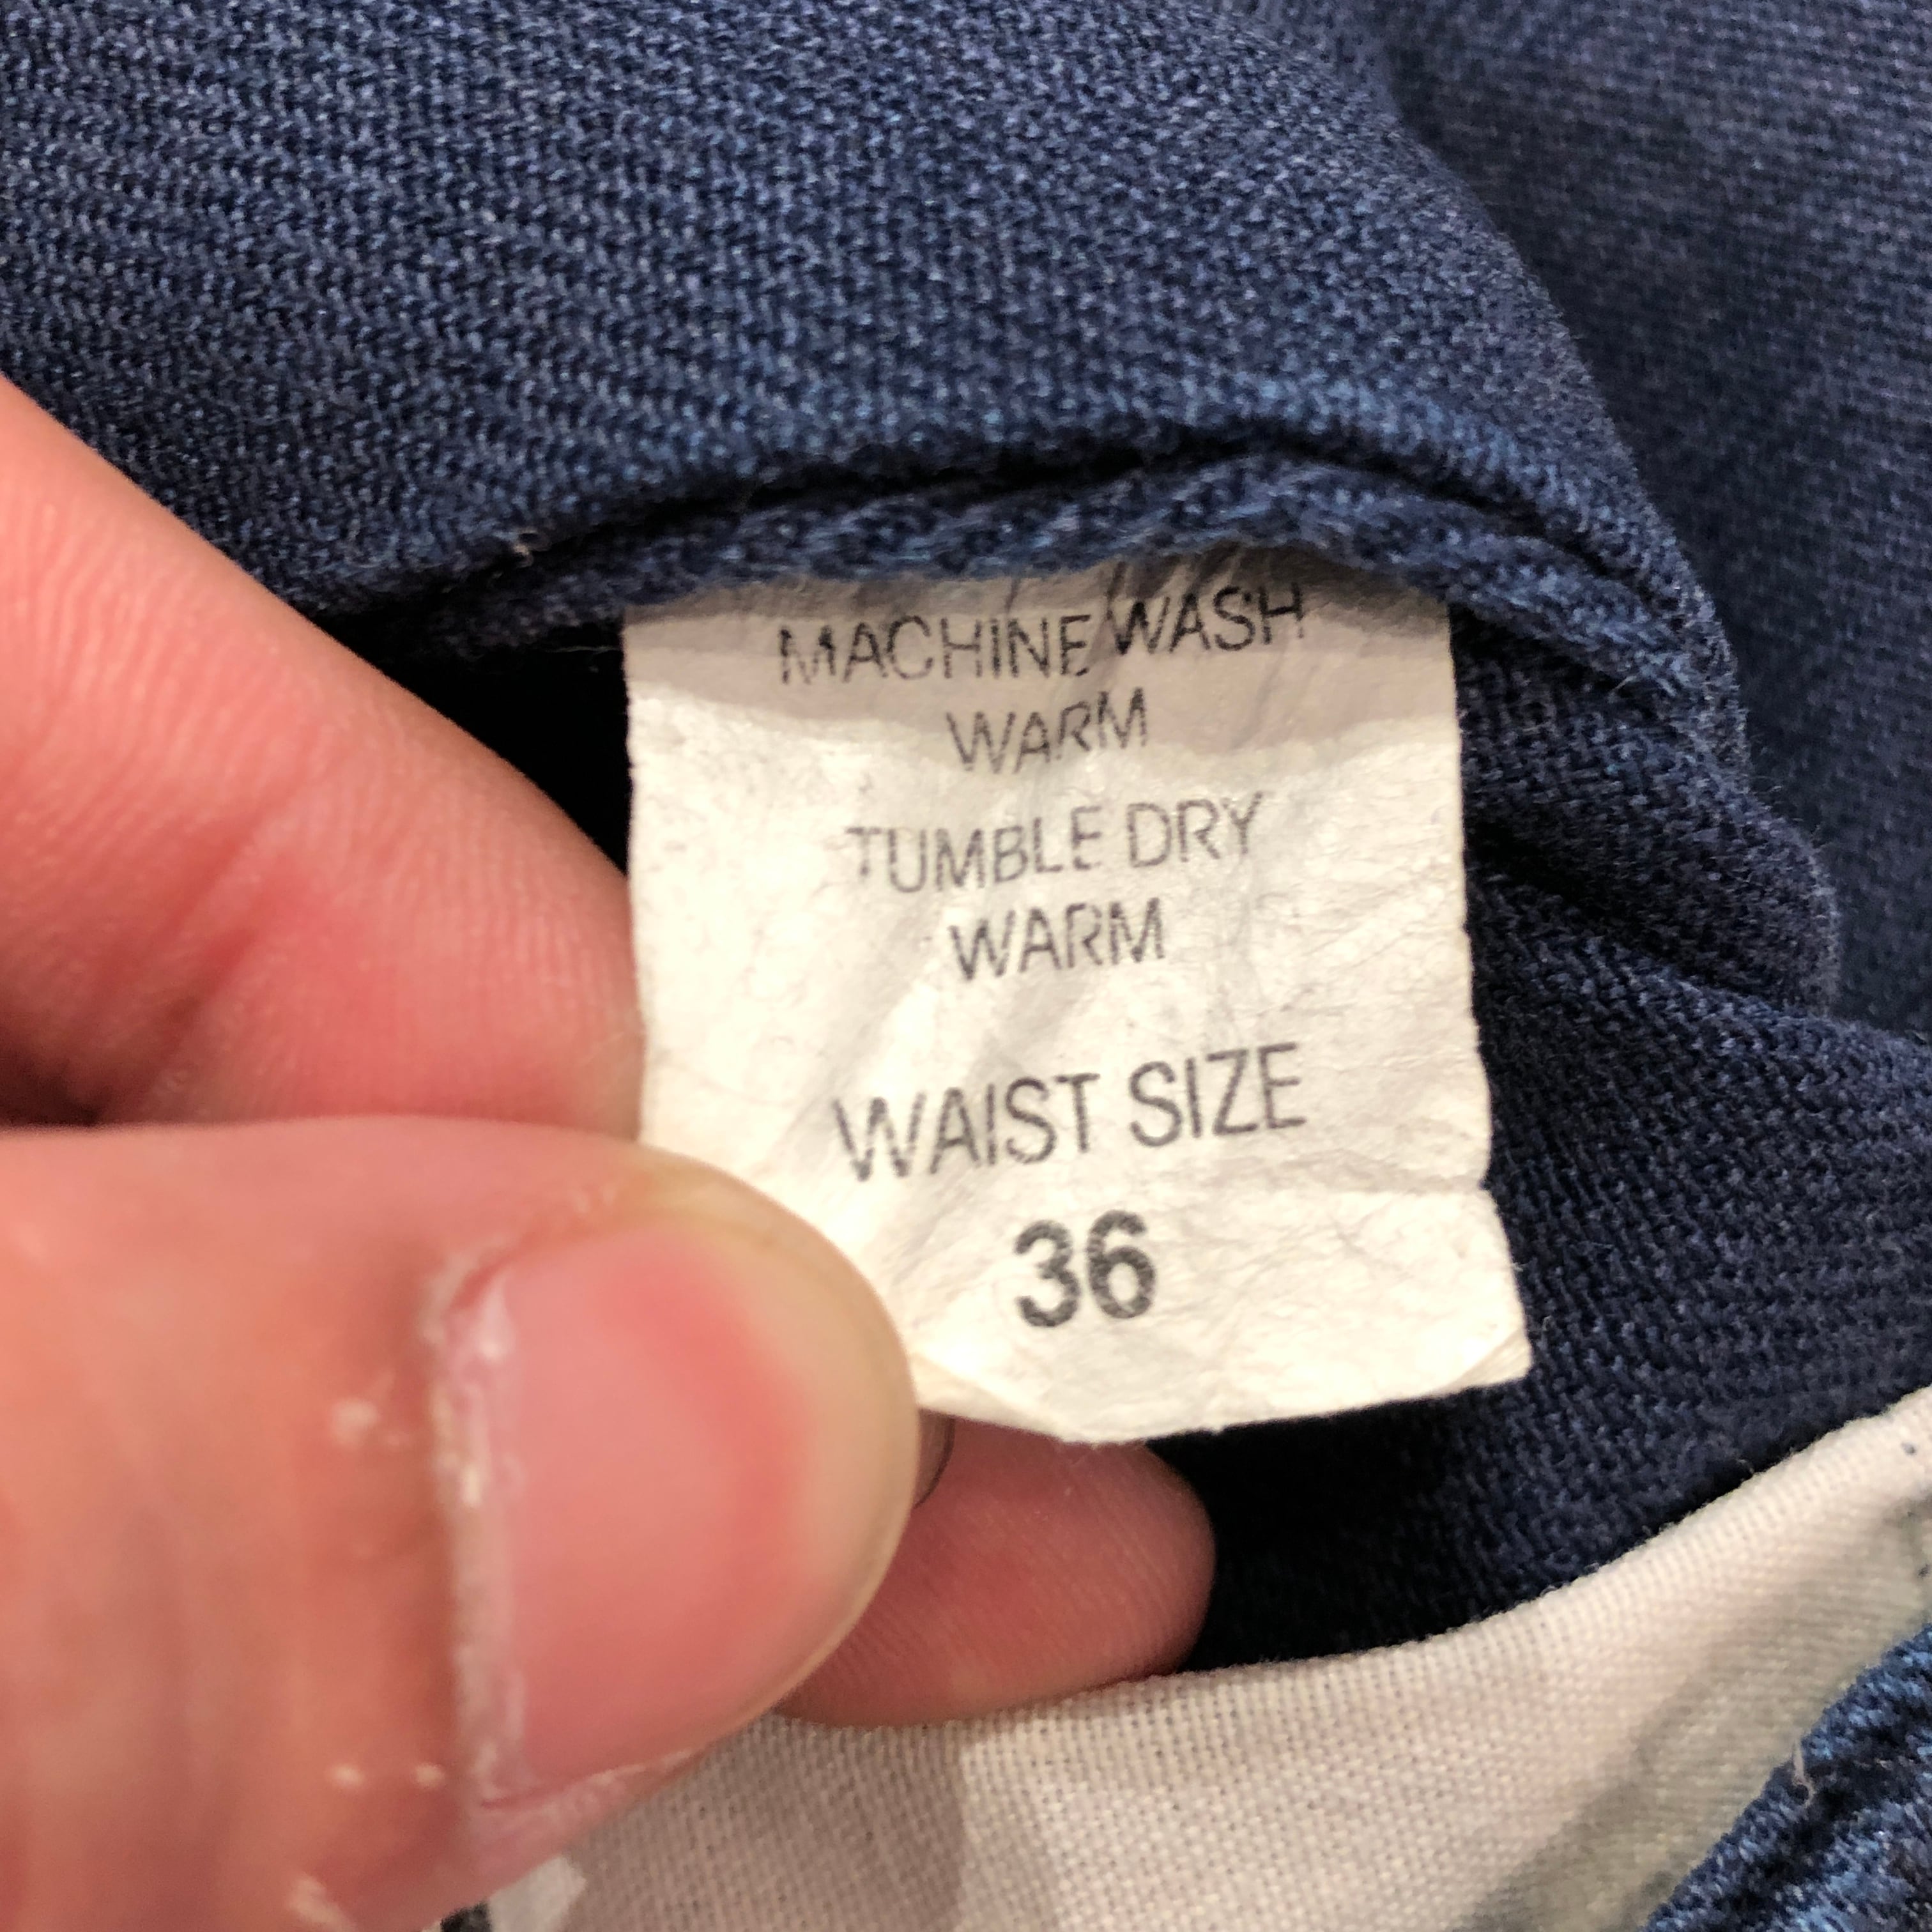 MACHINE WASH
WARM
TUMBLE DRY
WARM
WAIST SIZE
36